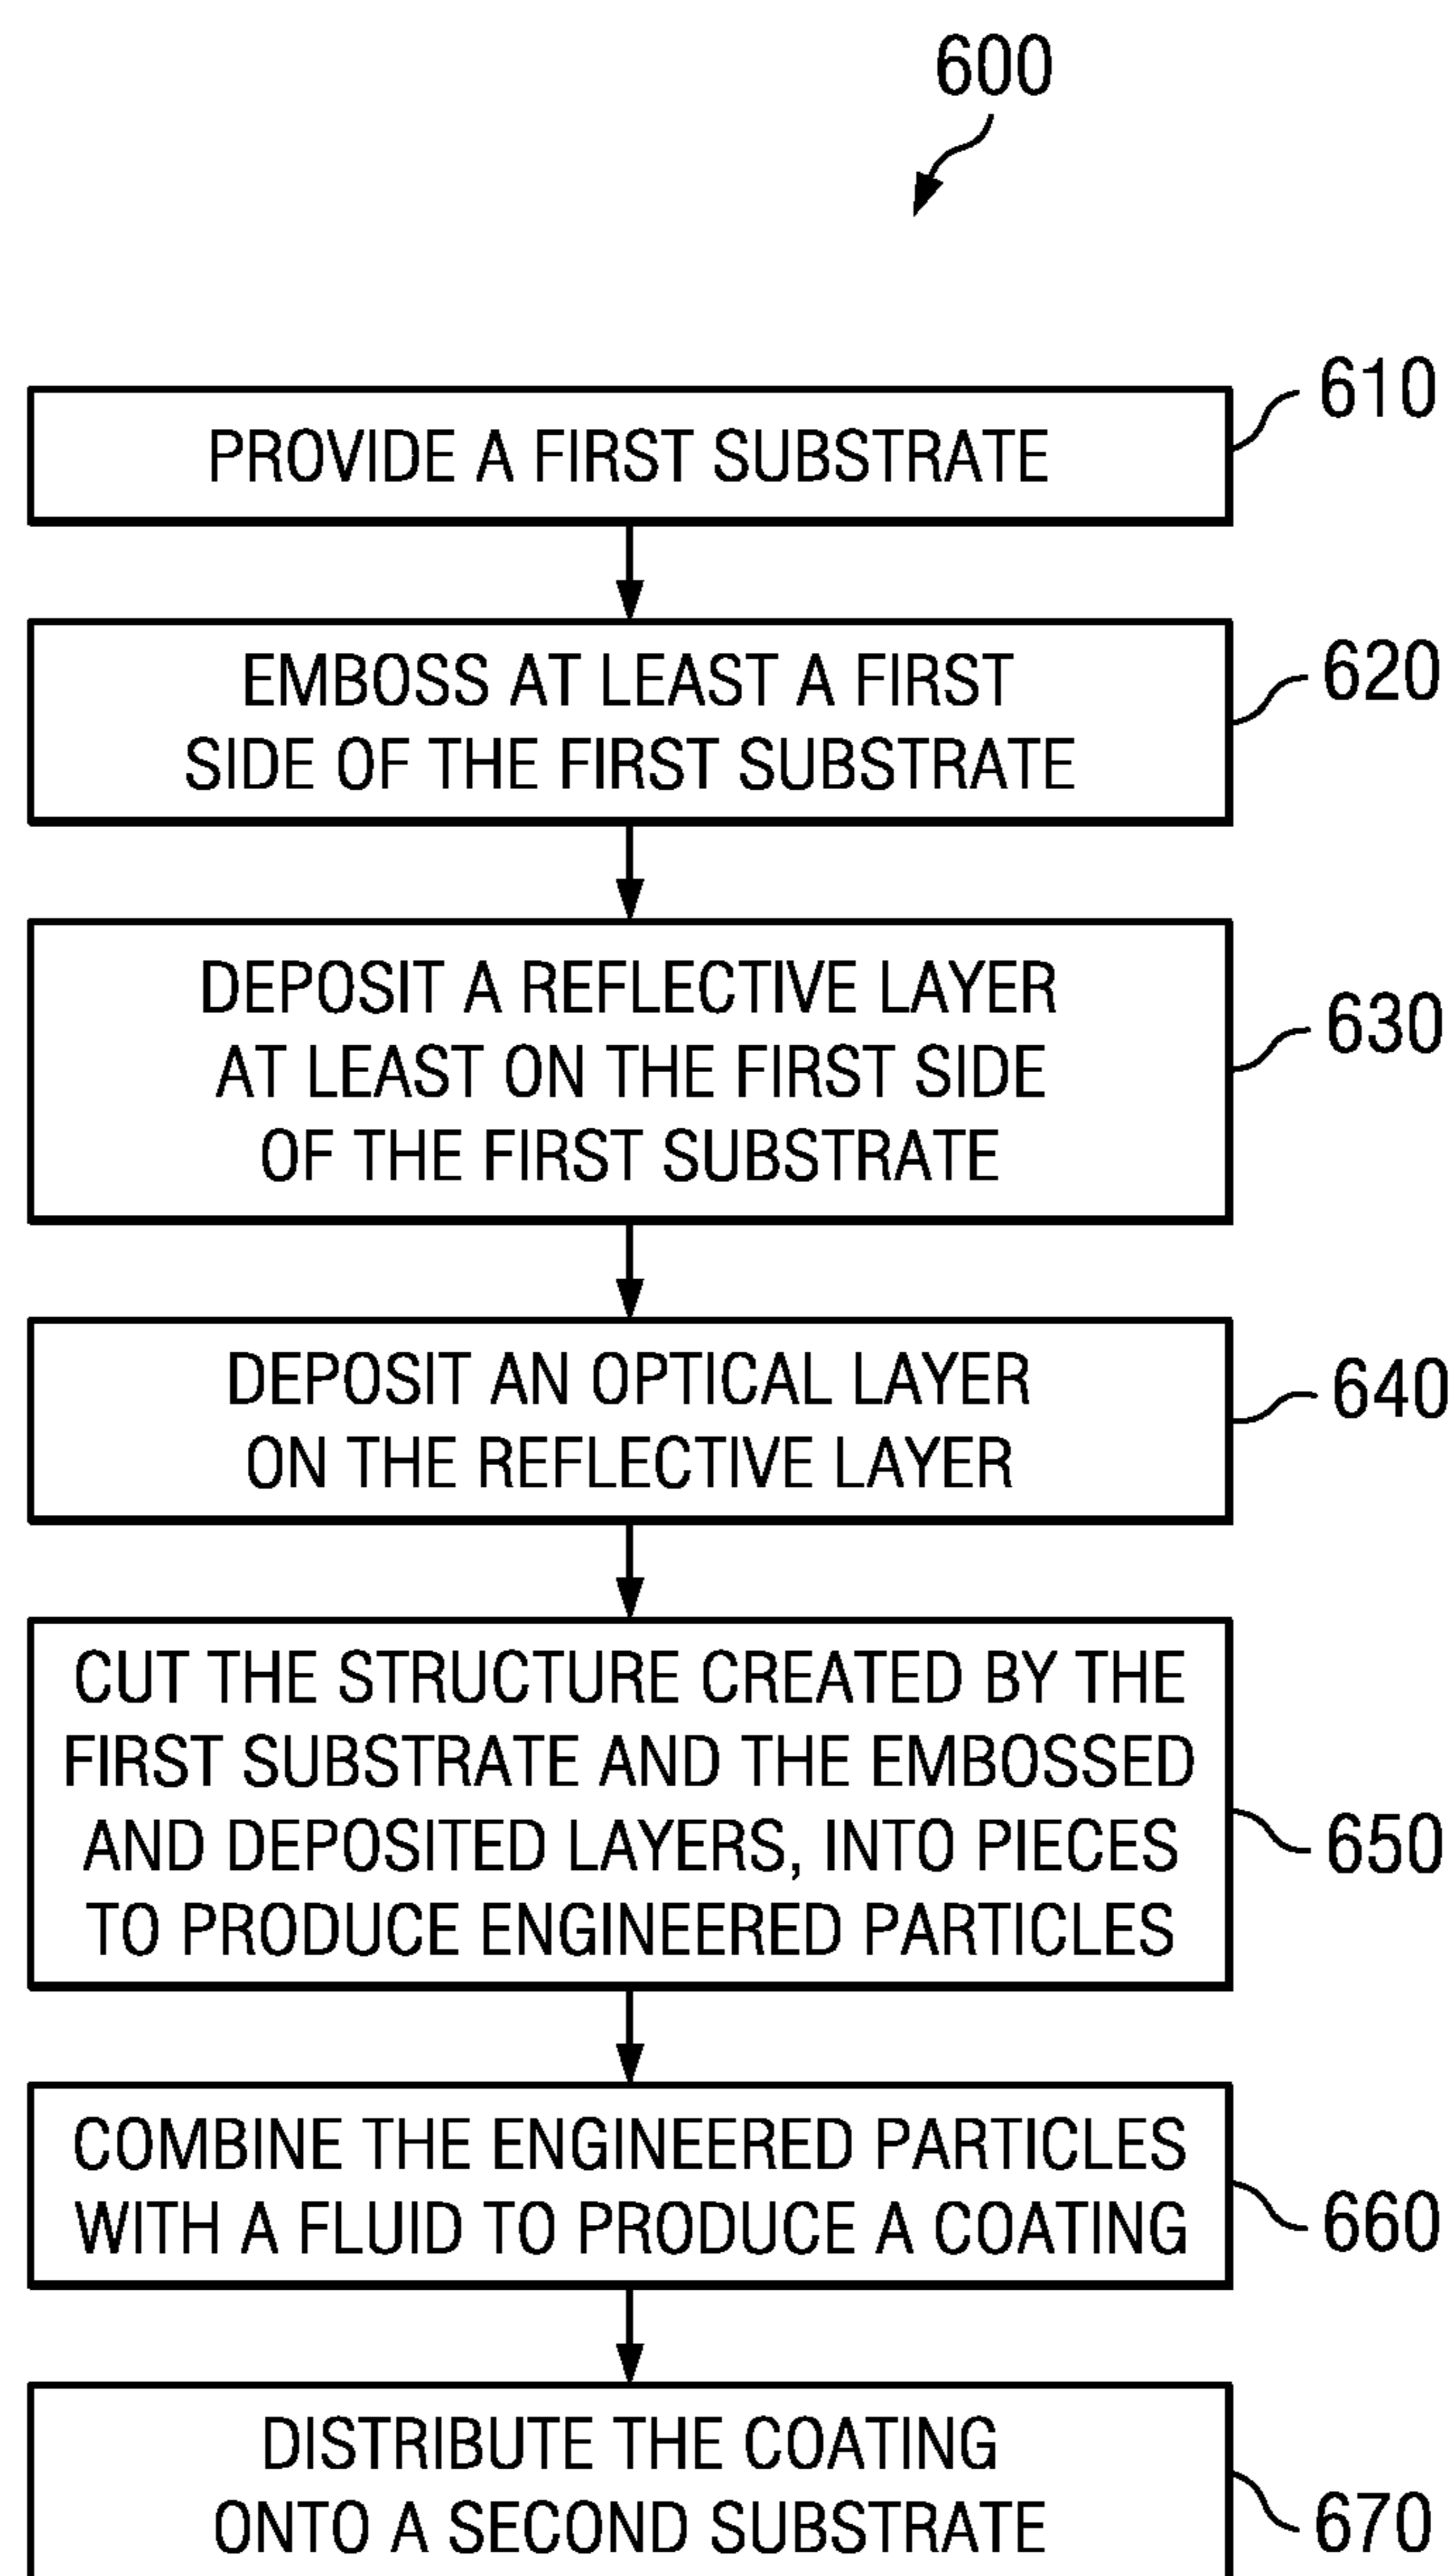 600
PROVIDE A FIRST SUBSTRATE
610
EMBOSS AT LEAST A FIRST
SIDE OF THE FIRST SUBSTRATE
620
DEPOSIT A REFLECTIVE LAYER
AT LEAST ON THE FIRST SIDE
OF THE FIRST SUBSTRATE
630
DEPOSIT AN OPTICAL LAYER
ON THE REFLECTIVE LAYER
640
CUT THE STRUCTURE CREATED BY THE
FIRST SUBSTRATE AND THE EMBOSSED
AND DEPOSITED LAYERS, INTO PIECES
TO PRODUCE ENGINEERED PARTICLES
650
COMBINE THE ENGINEERED PARTICLES
WITH A FLUID TO PRODUCE A COATING
660
DISTRIBUTE THE COATING
ONTO A SECOND SUBSTRATE
670